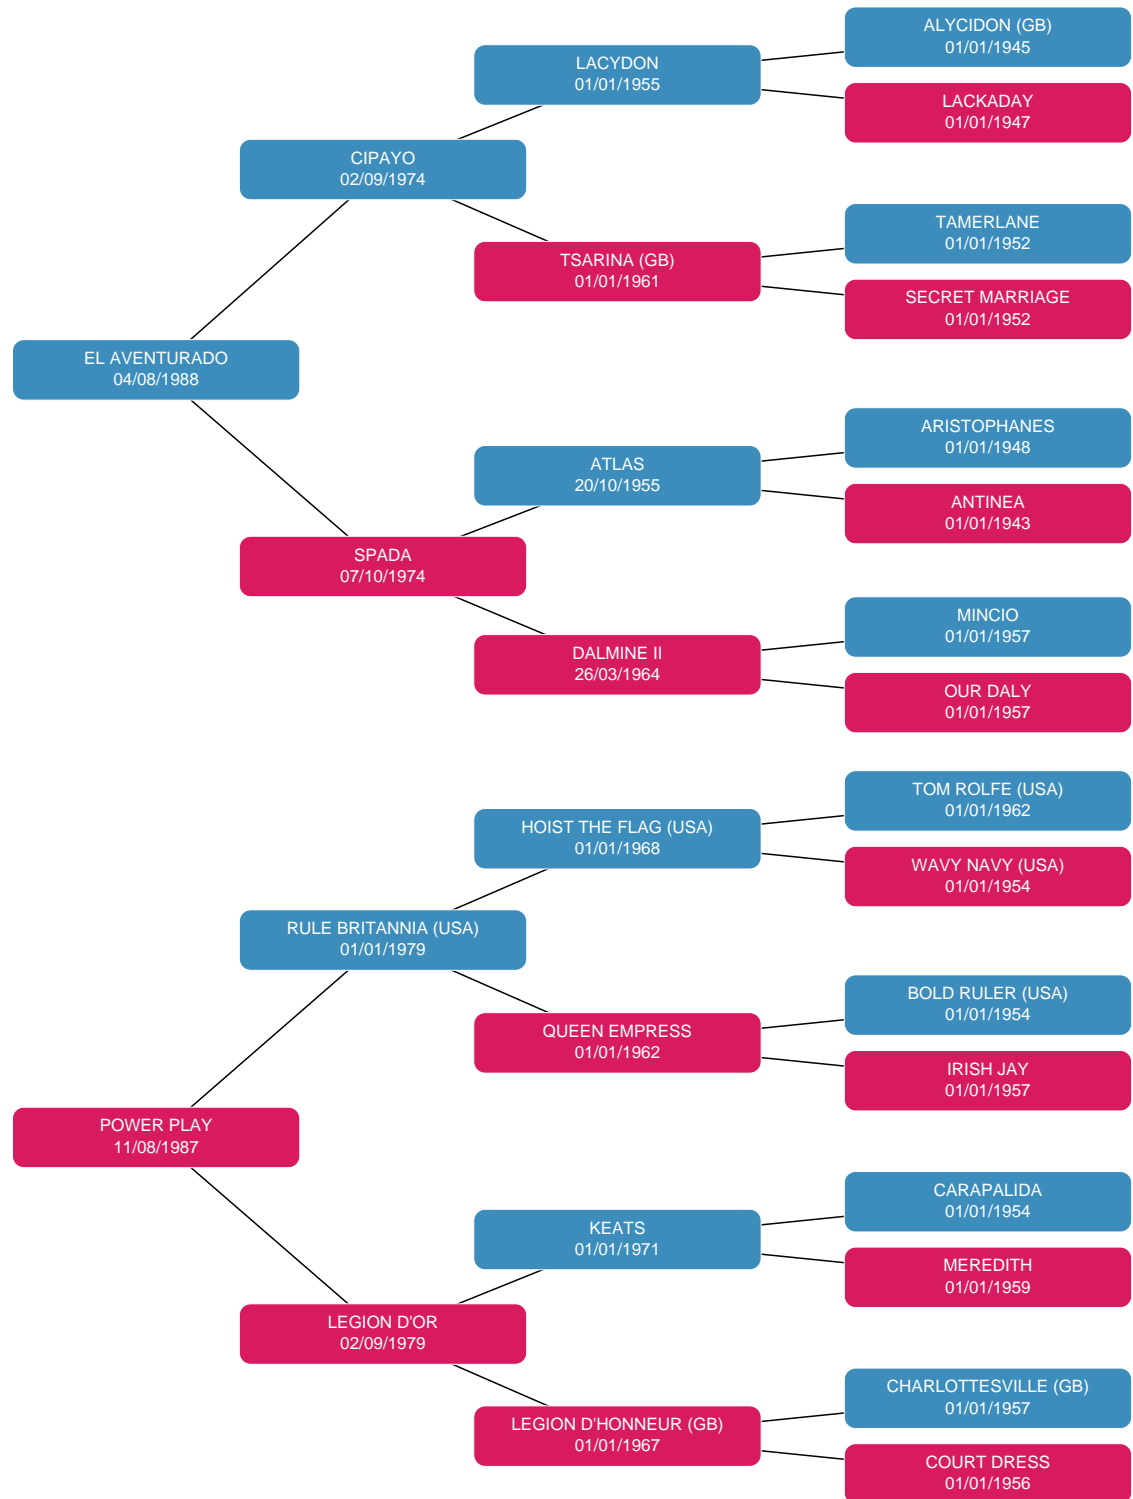 ALYCIDON (GB)
01/01/1945
LACYDON
01/01/1955
LACKADAY
01/01/1947
CIPAYO
02/09/1974
TAMERLANE
01/01/1952
TSARINA (GB)
01/01/1961
SECRET MARRIAGE
01/01/1952
EL AVENTURADO
04/08/1988
ARISTOPHANES
01/01/1948
ATLAS
20/10/1955
ANTINEA
01/01/1943
SPADA
07/10/1974
MINCIO
01/01/1957
DALMINE II
26/03/1964
OUR DALY
01/01/1957
TOM ROLFE (USA)
01/01/1962
HOIST THE FLAG (USA)
01/01/1968
WAVY NAVY (USA)
01/01/1954
RULE BRITANNIA (USA)
01/01/1979
BOLD RULER (USA)
01/01/1954
QUEEN EMPRESS
01/01/1962
IRISH JAY
01/01/1957
POWER PLAY
11/08/1987
CARAPALIDA
01/01/1954
KEATS
01/01/1971
MEREDITH
01/01/1959
LEGION D'OR
02/09/1979
CHARLOTTESVILLE (GB)
01/01/1957
LEGION D'HONNEUR (GB)
01/01/1967
COURT DRESS
01/01/1956